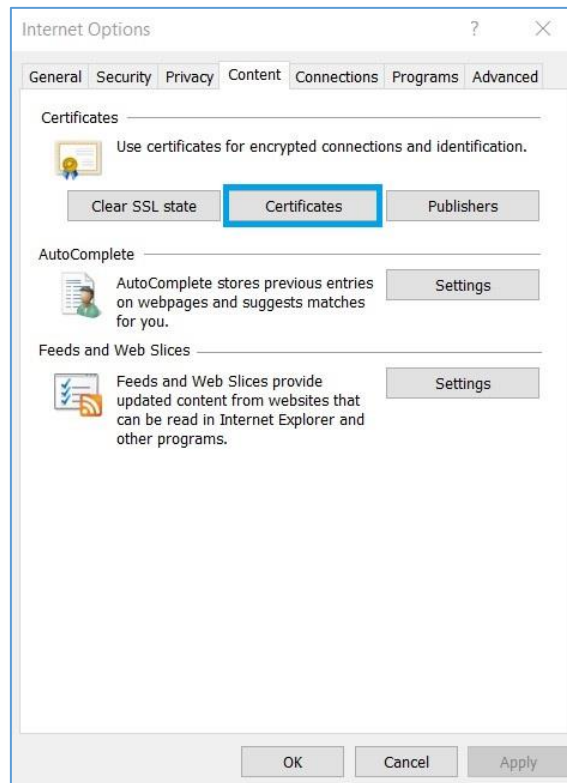 Internet Options
General Security Privacy Content Connections Programs Advanced
Certificates
Use certificates for encrypted connections and identification.
Clear SSL state Certificates Publishers
AutoComplete
AutoComplete stores previous entries
on webpages and suggests matches
for you.
Settings
Feeds and Web Slices
Feeds and Web Slices provide
updated content from websites that
can be read in Internet Explorer and
other programs.
Settings
OK Cancel Apply